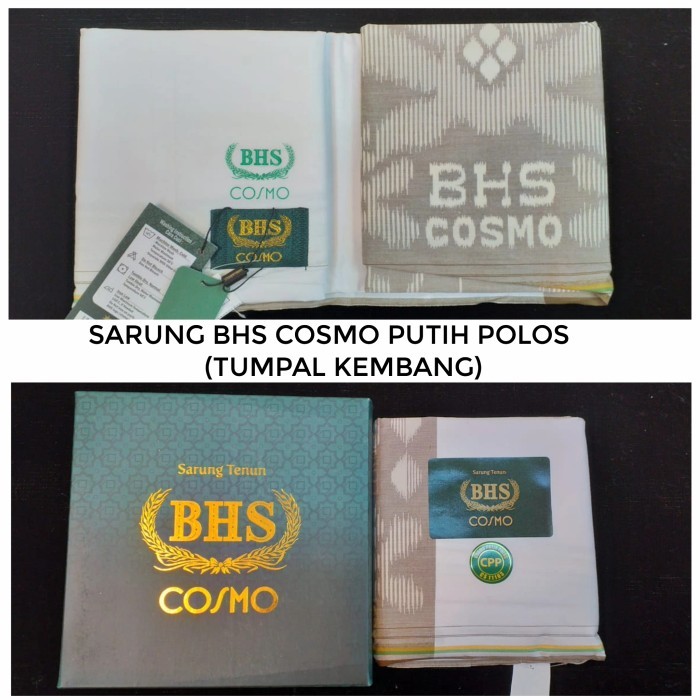 BHS
COSMO
BHS
COSMO
BHS
COSMO
SARUNG BHS COSMO PUTIH POLOS
(TUMPAL KEMBANG)
Sarung Tenun
BHS
COSMO
Sarung Tenun
BHS
COSMO
CPP